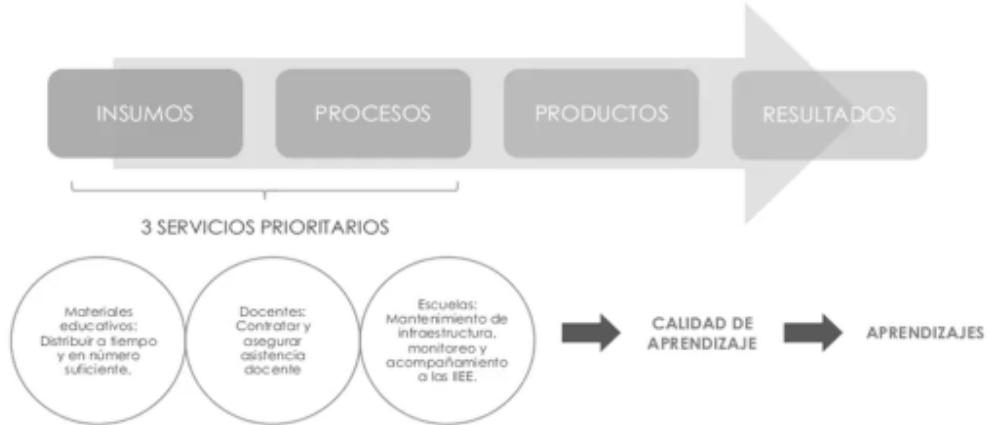 INSUMOS
PROCESOS
PRODUCTOS
RESULTADOS
3 SERVICIOS PRIORITARIOS
Materiales
educativos:
Distribuir a tiempo
y en número
suficiente.
Docentes:
Contratar y
asegurar
asistencia
docente
Escuelas:
Mantenimiento de
infraestructura,
monitoreo y
acompañamiento
a las IIEE.
CALIDAD DE
APRENDIZAJE
APRENDIZAJES